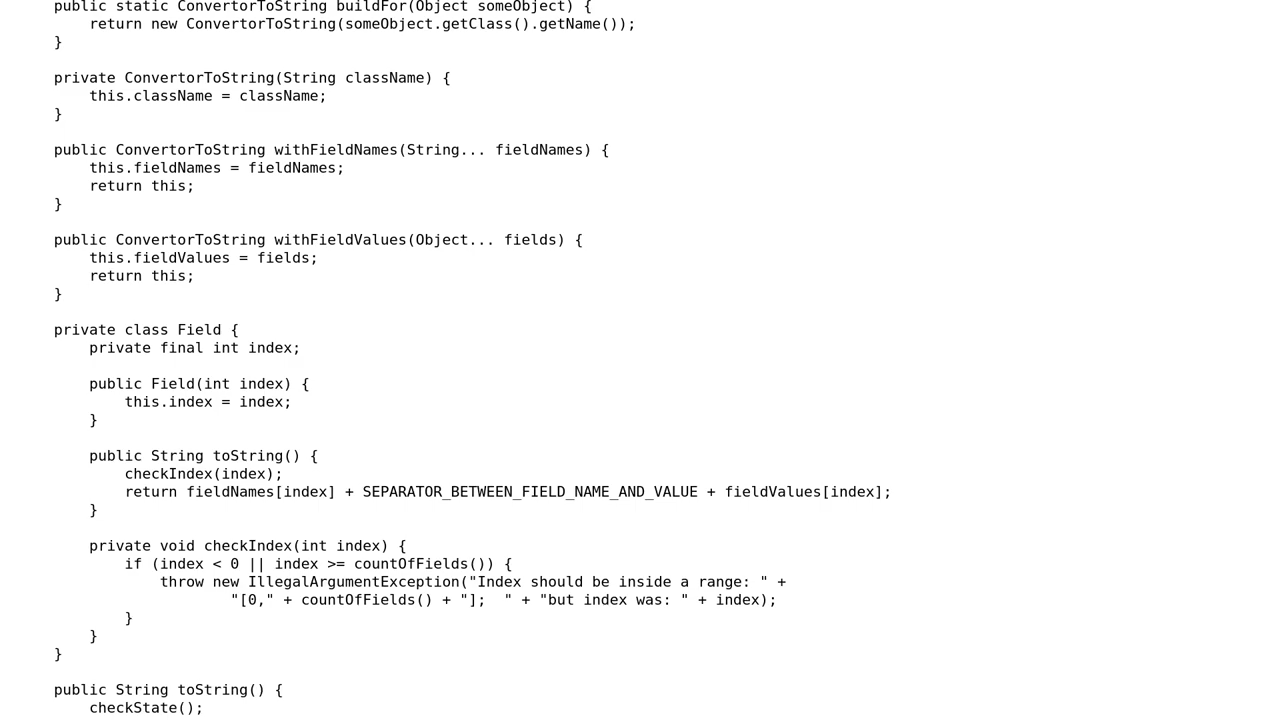 public static ConvertorToString buildFor(Object someObject) {
    return new ConvertorToString(someObject.getClass().getName());
}

private ConvertorToString(String className) {
    this.className = className;
}

public ConvertorToString withFieldNames(String... fieldNames) {
    this.fieldNames = fieldNames;
    return this;
}

public ConvertorToString withFieldValues(Object... fields) {
    this.fieldValues = fields;
    return this;
}

private class Field {
    private final int index;

    public Field(int index) {
        this.index = index;
    }

    public String toString() {
        checkIndex(index);
        return fieldNames[index] + SEPARATOR_BETWEEN_FIELD_NAME_AND_VALUE + fieldValues[index];
    }

    private void checkIndex(int index) {
        if (index < 0 || index >= countOfFields()) {
            throw new IllegalArgumentException("Index should be inside a range: " +
                    "[0," + countOfFields() + "];  " + "but index was: " + index);
        }
    }
}

public String toString() {
    checkState();